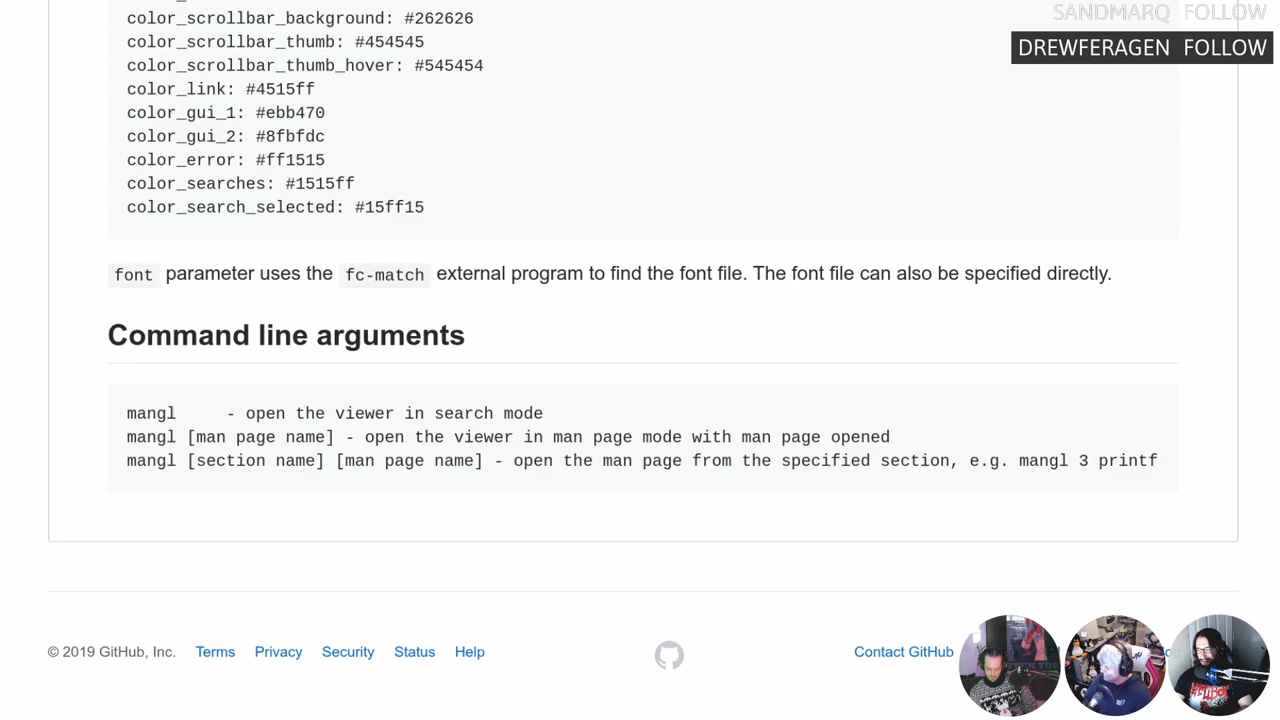 color_scrollbar_background: #262626
color_scrollbar_thumb: #454545
color_scrollbar_thumb_hover: #545454
color_link: #4515ff
color_gui_1: #ebb470
color_gui_2: #8fbfdc
color_error: #ff1515
color_searches: #1515ff
color_search_selected: #15ff15
SANDMARQ FOLLOW
DREWFERAGEN FOLLOW
font parameter uses the fc-match external program to find the font file. The font file can also be specified directly.
Command line arguments
mangl     - open the viewer in search mode
mangl [man page name] - open the viewer in man page mode with man page opened
mangl [section name] [man page name] - open the man page from the specified section, e.g. mangl 3 printf
© 2019 GitHub, Inc. Terms Privacy Security Status Help Contact GitHub